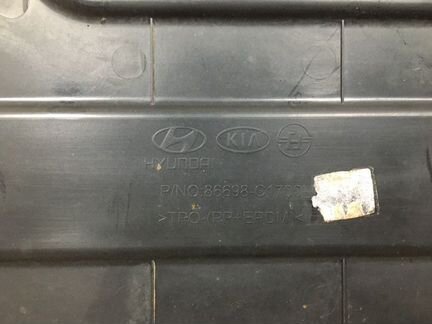 KIA
HYUNDAI
P/NO.86698-C1700
>TPO-(PP+EPDM)<